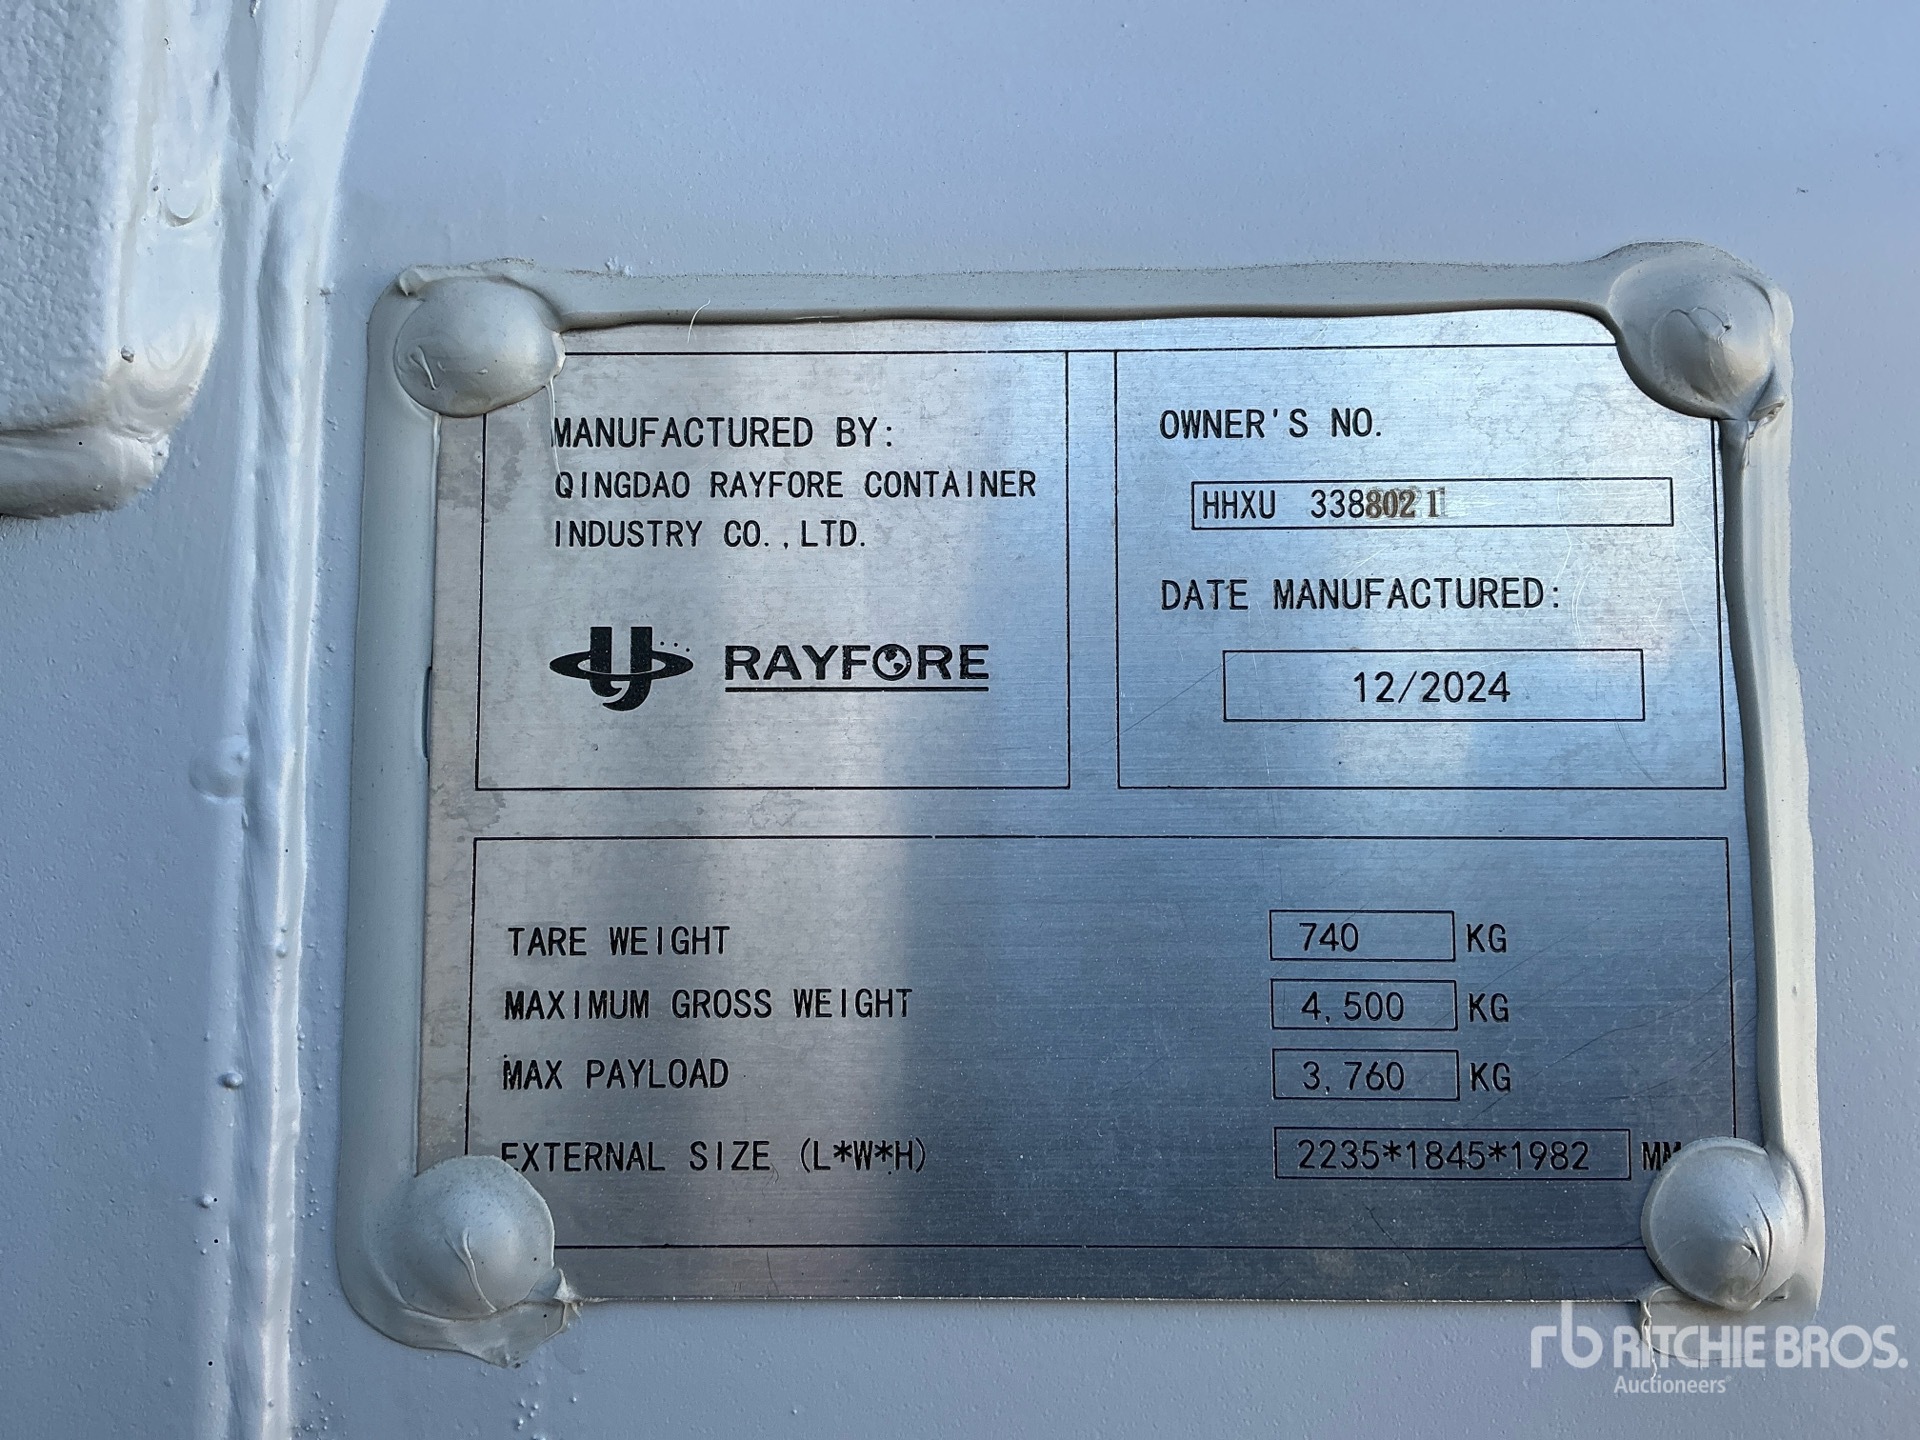 MANUFACTURED BY:
QINGDAO RAYFORE CONTAINER
INDUSTRY CO.,LTD.
RAYFORE
OWNER'S NO.
HHXU 3388021
DATE MANUFACTURED:
12/2024
TARE WEIGHT 740 KG
MAXIMUM GROSS WEIGHT 4,500 KG
MAX PAYLOAD 3,760 KG
EXTERNAL SIZE (L*W*H) 2235*1845*1982 MM
rb RITCHIE BROS.
Auctioneers